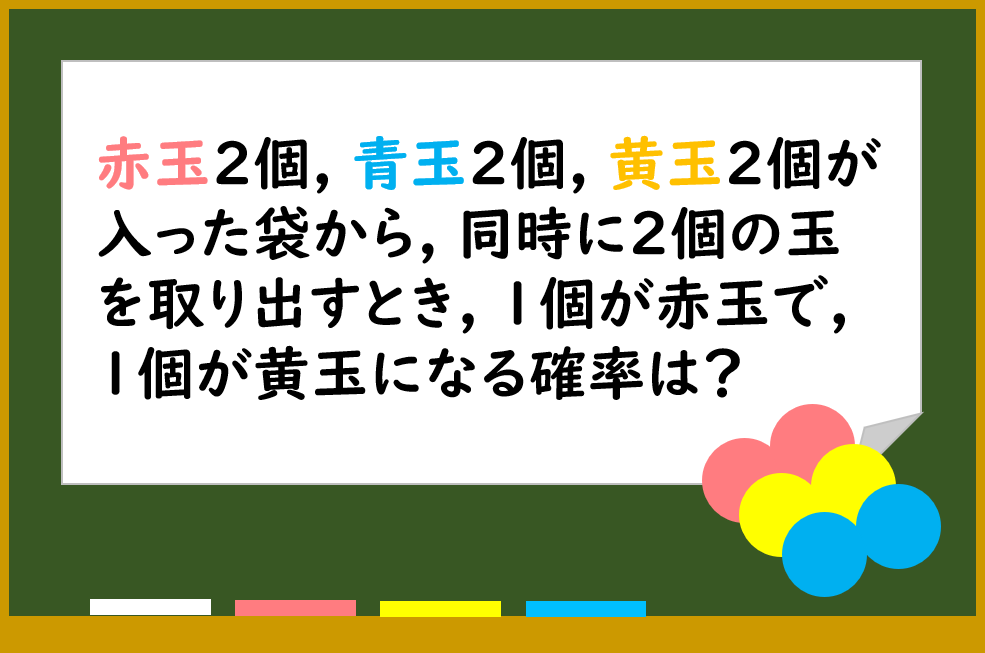 赤玉2個, 青玉2個, 黄玉2個が
入った袋から, 同時に2個の玉
を取り出すとき, 1個が赤玉で,
1個が黄玉になる確率は?